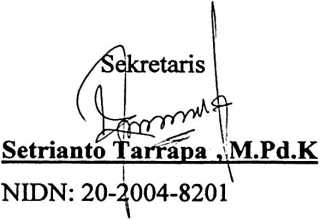 Sekretaris
Setrianto Tarrapa , M.Pd.K
NIDN: 20-2004-8201